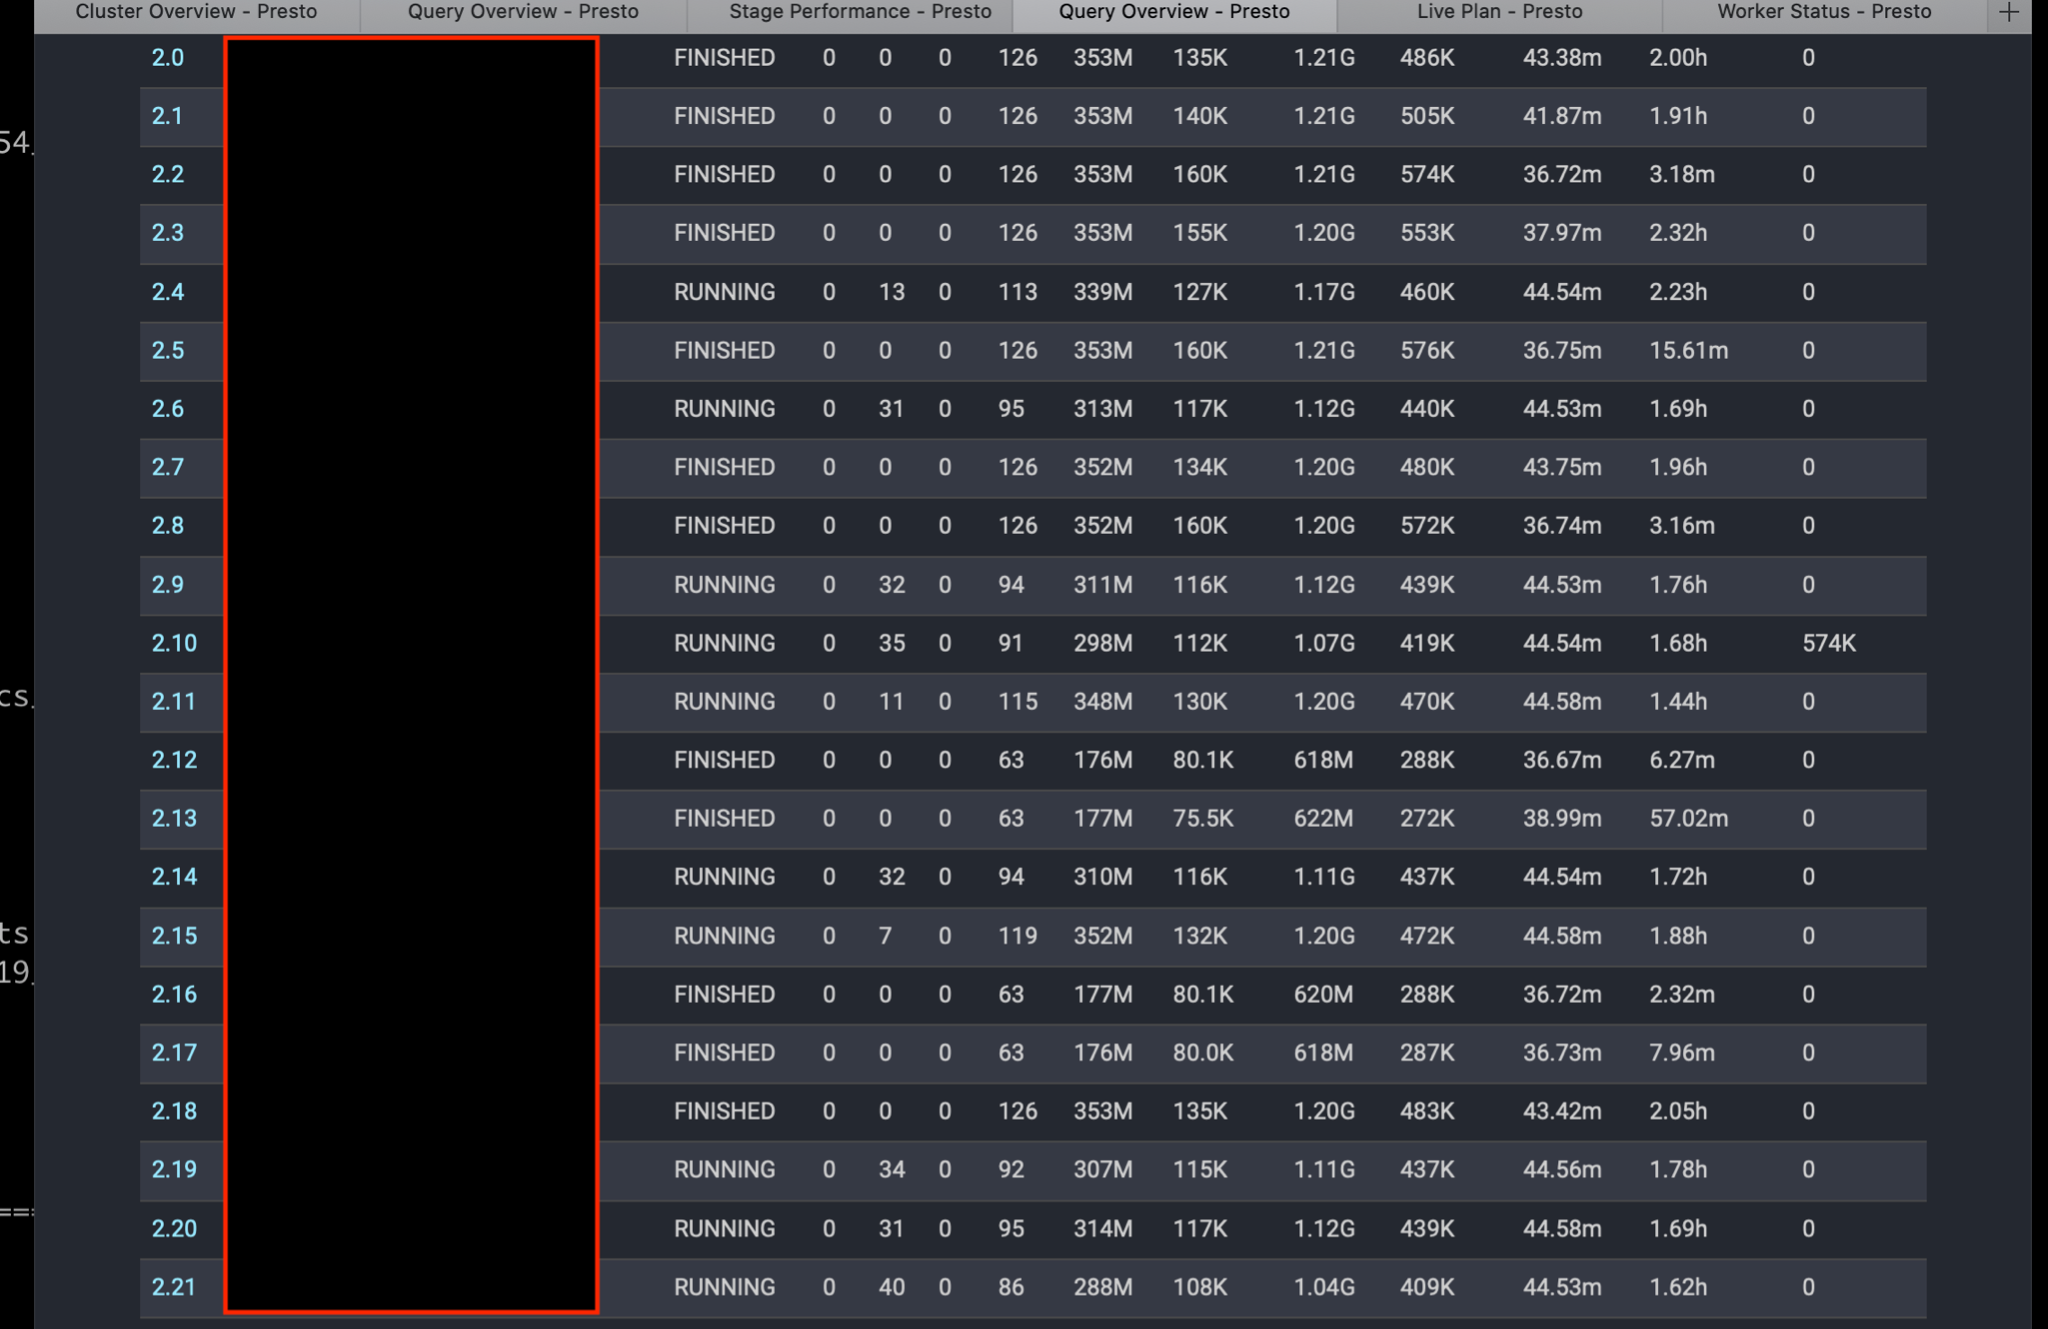 Cluster Overview - Presto Query Overview - Presto Stage Performance - Presto Query Overview - Presto Live Plan - Presto Worker Status - Presto +
2.0 FINISHED 0 0 0 126 353M 135K 1.21G 486K 43.38m 2.00h 0
2.1 FINISHED 0 0 0 126 353M 140K 1.21G 505K 41.87m 1.91h 0
54.
2.2 FINISHED 0 0 0 126 353M 160K 1.21G 574K 36.72m 3.18m 0
2.3 FINISHED 0 0 0 126 353M 155K 1.20G 553K 37.97m 2.32h 0
2.4 RUNNING 0 13 0 113 339M 127K 1.17G 460K 44.54m 2.23h 0
2.5 FINISHED 0 0 0 126 353M 160K 1.21G 576K 36.75m 15.61m 0
2.6 RUNNING 0 31 0 95 313M 117K 1.12G 440K 44.53m 1.69h 0
2.7 FINISHED 0 0 0 126 352M 134K 1.20G 480K 43.75m 1.96h 0
2.8 FINISHED 0 0 0 126 352M 160K 1.20G 572K 36.74m 3.16m 0
2.9 RUNNING 0 32 0 94 311M 116K 1.12G 439K 44.53m 1.76h 0
2.10 RUNNING 0 35 0 91 298M 112K 1.07G 419K 44.54m 1.68h 574K
cs.
2.11 RUNNING 0 11 0 115 348M 130K 1.20G 470K 44.58m 1.44h 0
2.12 FINISHED 0 0 0 63 176M 80.1K 618M 288K 36.67m 6.27m 0
2.13 FINISHED 0 0 0 63 177M 75.5K 622M 272K 38.99m 57.02m 0
2.14 RUNNING 0 32 0 94 310M 116K 1.11G 437K 44.54m 1.72h 0
ts
2.15 RUNNING 0 7 0 119 352M 132K 1.20G 472K 44.58m 1.88h 0
19.
2.16 FINISHED 0 0 0 63 177M 80.1K 620M 288K 36.72m 2.32m 0
2.17 FINISHED 0 0 0 63 176M 80.0K 618M 287K 36.73m 7.96m 0
2.18 FINISHED 0 0 0 126 353M 135K 1.20G 483K 43.42m 2.05h 0
2.19 RUNNING 0 34 0 92 307M 115K 1.11G 437K 44.56m 1.78h 0
===
2.20 RUNNING 0 31 0 95 314M 117K 1.12G 439K 44.58m 1.69h 0
2.21 RUNNING 0 40 0 86 288M 108K 1.04G 409K 44.53m 1.62h 0